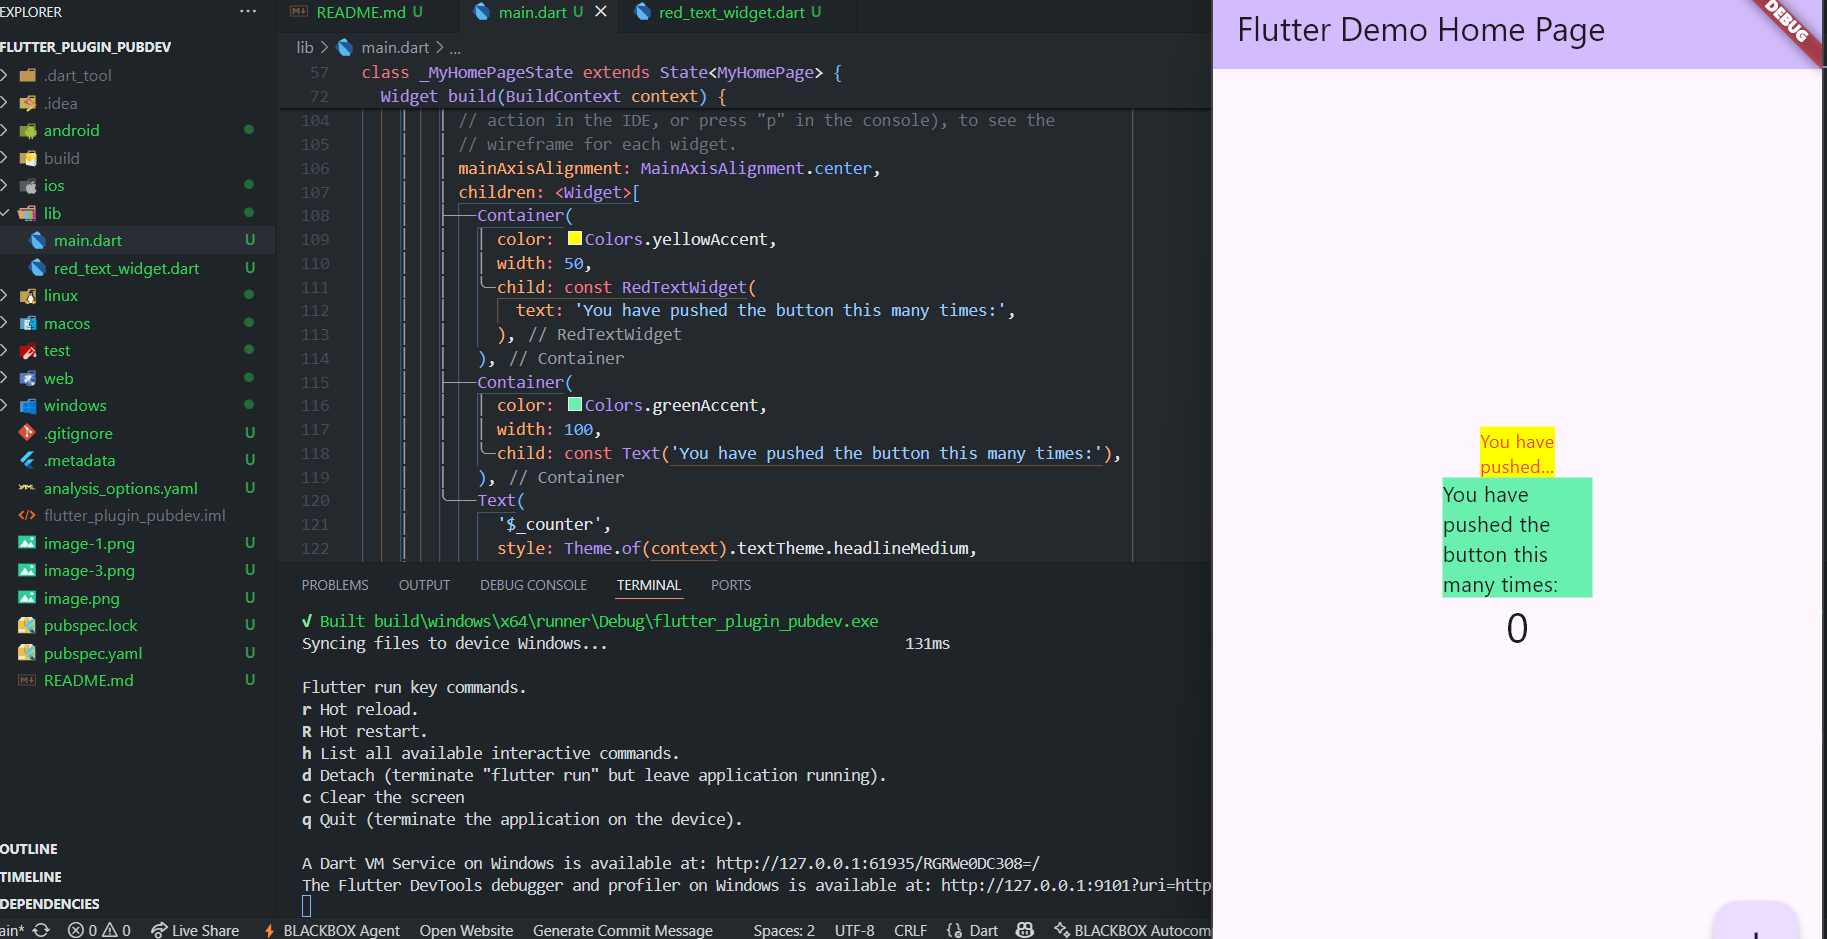 EXPLORER
FLUTTER_PLUGIN_PUBDEV
.dart_tool
.idea
android
build
ios
lib
main.dart U
red_text_widget.dart U
linux
macos
test
web
windows
.gitignore U
.metadata U
analysis_options.yaml U
flutter_plugin_pubdev.iml
image-1.png U
image-3.png U
image.png U
pubspec.lock U
pubspec.yaml U
README.md U
OUTLINE
TIMELINE
DEPENDENCIES
README.md U main.dart U red_text_widget.dart U
lib > main.dart > ...
57 class _MyHomePageState extends State<MyHomePage> {
72 Widget build(BuildContext context) {
104 // action in the IDE, or press "p" in the console), to see the
105 // wireframe for each widget.
106 mainAxisAlignment: MainAxisAlignment.center,
107 children: <Widget>[
108 Container(
109 color: Colors.yellowAccent,
110 width: 50,
111 child: const RedTextWidget(
112 text: 'You have pushed the button this many times:',
113 ), // RedTextWidget
114 ), // Container
115 Container(
116 color: Colors.greenAccent,
117 width: 100,
118 child: const Text('You have pushed the button this many times:'),
119 ), // Container
120 Text(
121 '$_counter',
122 style: Theme.of(context).textTheme.headlineMedium,
PROBLEMS OUTPUT DEBUG CONSOLE TERMINAL PORTS
√ Built build\windows\x64\runner\Debug\flutter_plugin_pubdev.exe
Syncing files to device Windows... 131ms
Flutter run key commands.
r Hot reload.
R Hot restart.
h List all available interactive commands.
d Detach (terminate "flutter run" but leave application running).
c Clear the screen
q Quit (terminate the application on the device).
A Dart VM Service on Windows is available at: http://127.0.0.1:61935/RGRWe0DC308=/
The Flutter DevTools debugger and profiler on Windows is available at: http://127.0.0.1:9101?uri=http
ain* 0 0 Live Share BLACKBOX Agent Open Website Generate Commit Message Spaces: 2 UTF-8 CRLF Dart BLACKBOX Autocom
Flutter Demo Home Page
DEBUG
You have
pushed...
You have
pushed the
button this
many times:
0